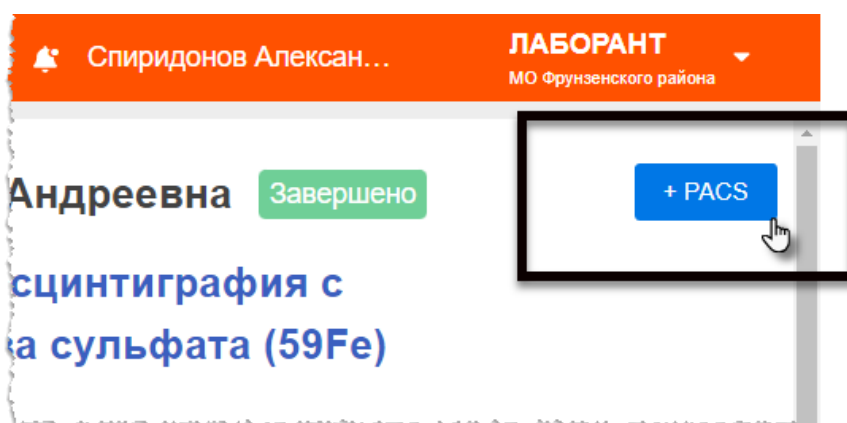 Спиридонов Алексан...
ЛАБОРАНТ
МО Фрунзенского района
Андреевна
Завершено
+ PACS
сцинтиграфия с
сульфата (59Fe)